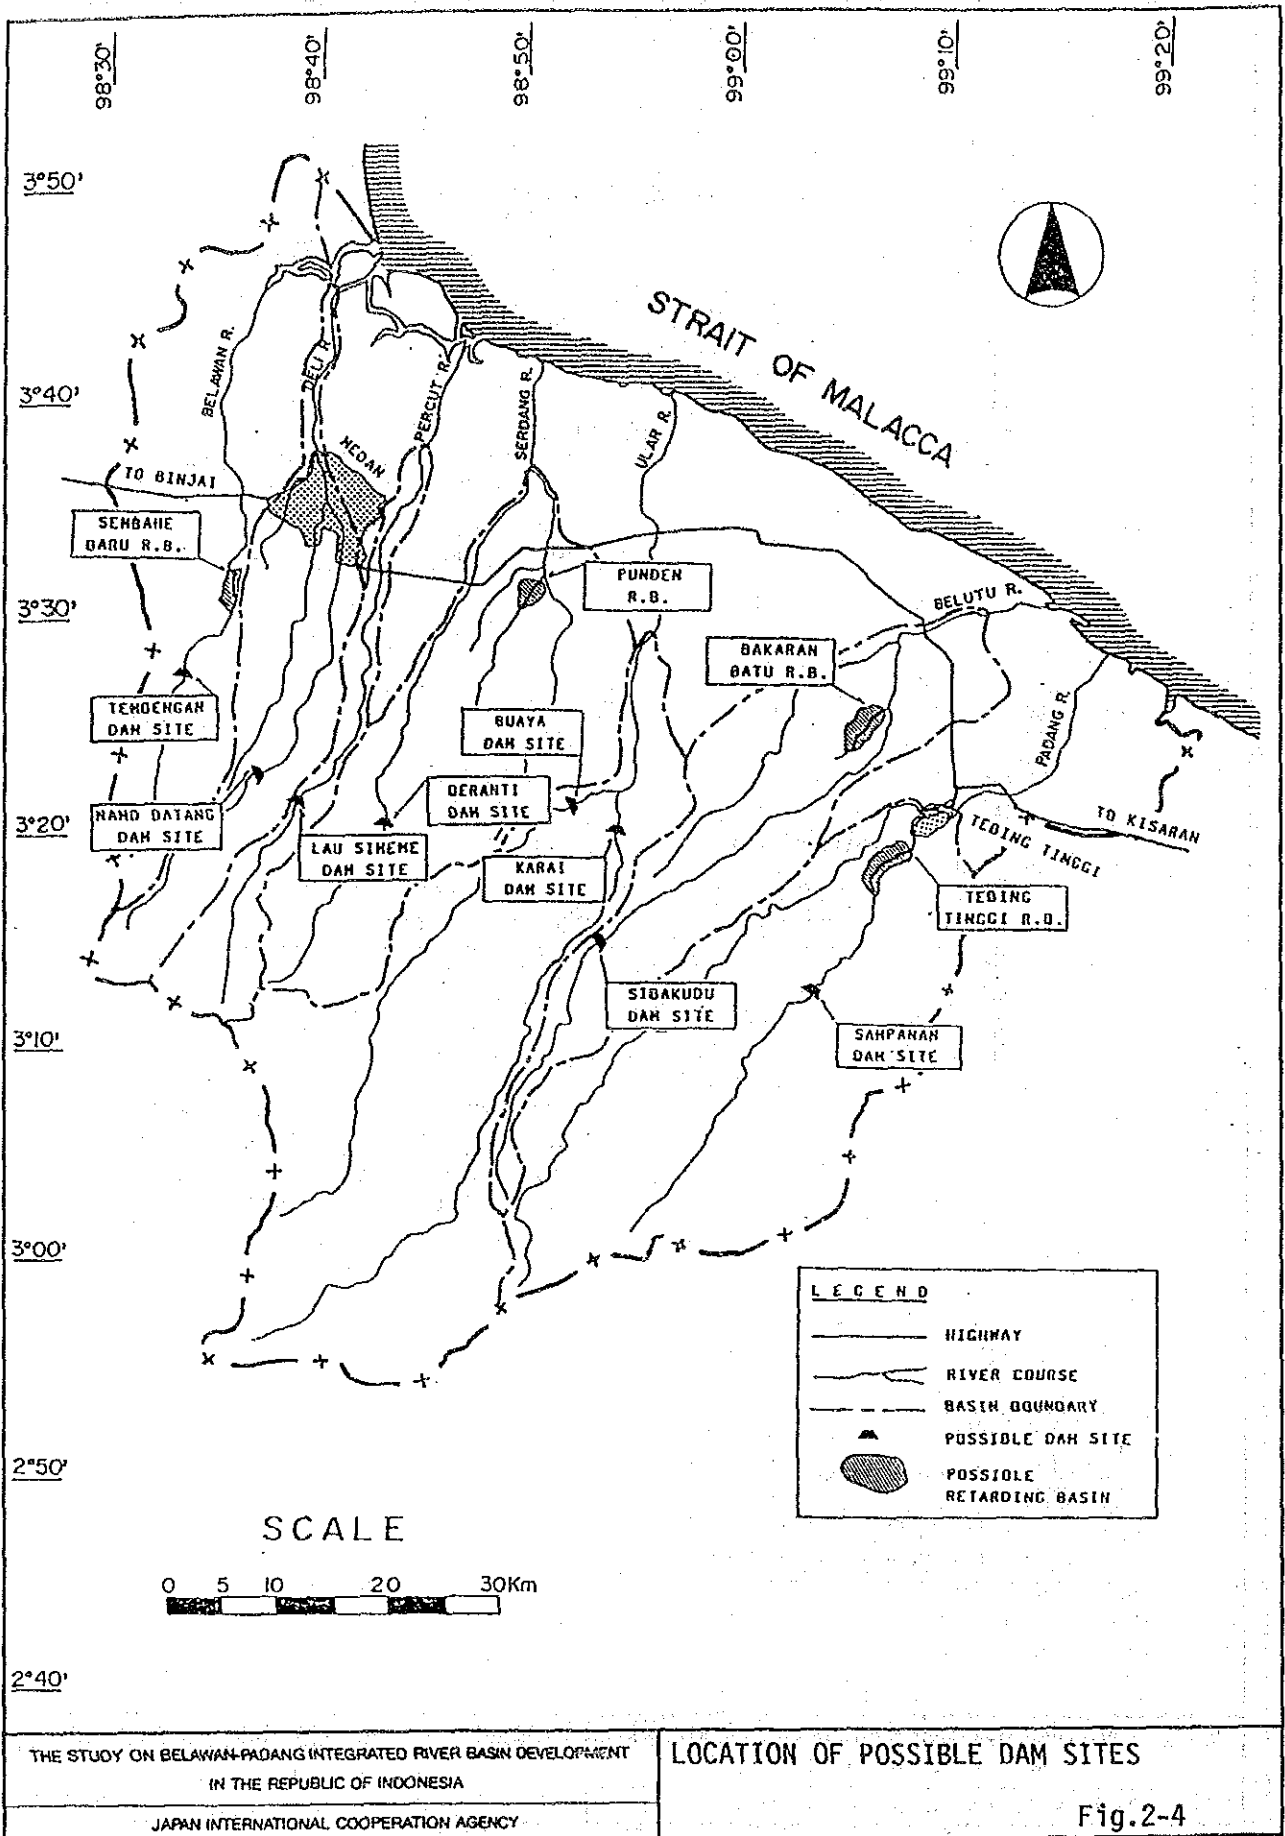 98°30'
98°40'
98°50'
99°00'
99°10'
99°20'
3°50'
3°40'
3°30'
3°20'
3°10'
3°00'
2°50'
2°40'
STRAIT OF MALACCA
BELAWAN R.
DELI R.
PERCUT R.
SERDANG R.
ULAR R.
BELUTU R.
PADANG R.
MEDAN
TO BINJAI
SEMBAHE
BARU R.B.
PUNDEN
R.B.
BAKARAN
BATU R.B.
TEMBENGAN
DAM SITE
BUAYA
DAM SITE
NAMO BATANG
DAM SITE
LAU SIMEME
DAM SITE
BERANTI
DAM SITE
KARAI
DAM SITE
TEBING TINGGI
TO KISARAN
TEBING
TINGGI R.B.
SIBAKUDU
DAM SITE
SAMPANAN
DAM SITE
LEGEND
HIGHWAY
RIVER COURSE
BASIN BOUNDARY
POSSIBLE DAM SITE
POSSIBLE
RETARDING BASIN
SCALE
0 5 10 20 30Km
THE STUDY ON BELAWAN-PADANG INTEGRATED RIVER BASIN DEVELOPMENT
IN THE REPUBLIC OF INDONESIA
JAPAN INTERNATIONAL COOPERATION AGENCY
LOCATION OF POSSIBLE DAM SITES
Fig.2-4